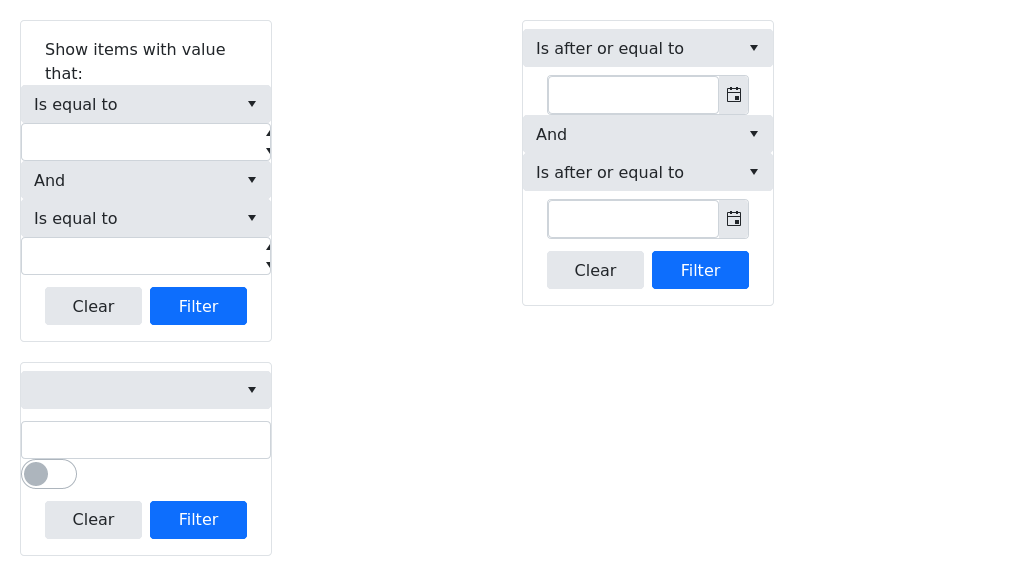 Show items with value
that:
Is equal to
And
Is equal to
Clear
Filter
Is after or equal to
And
Is after or equal to
Clear
Filter
Clear
Filter